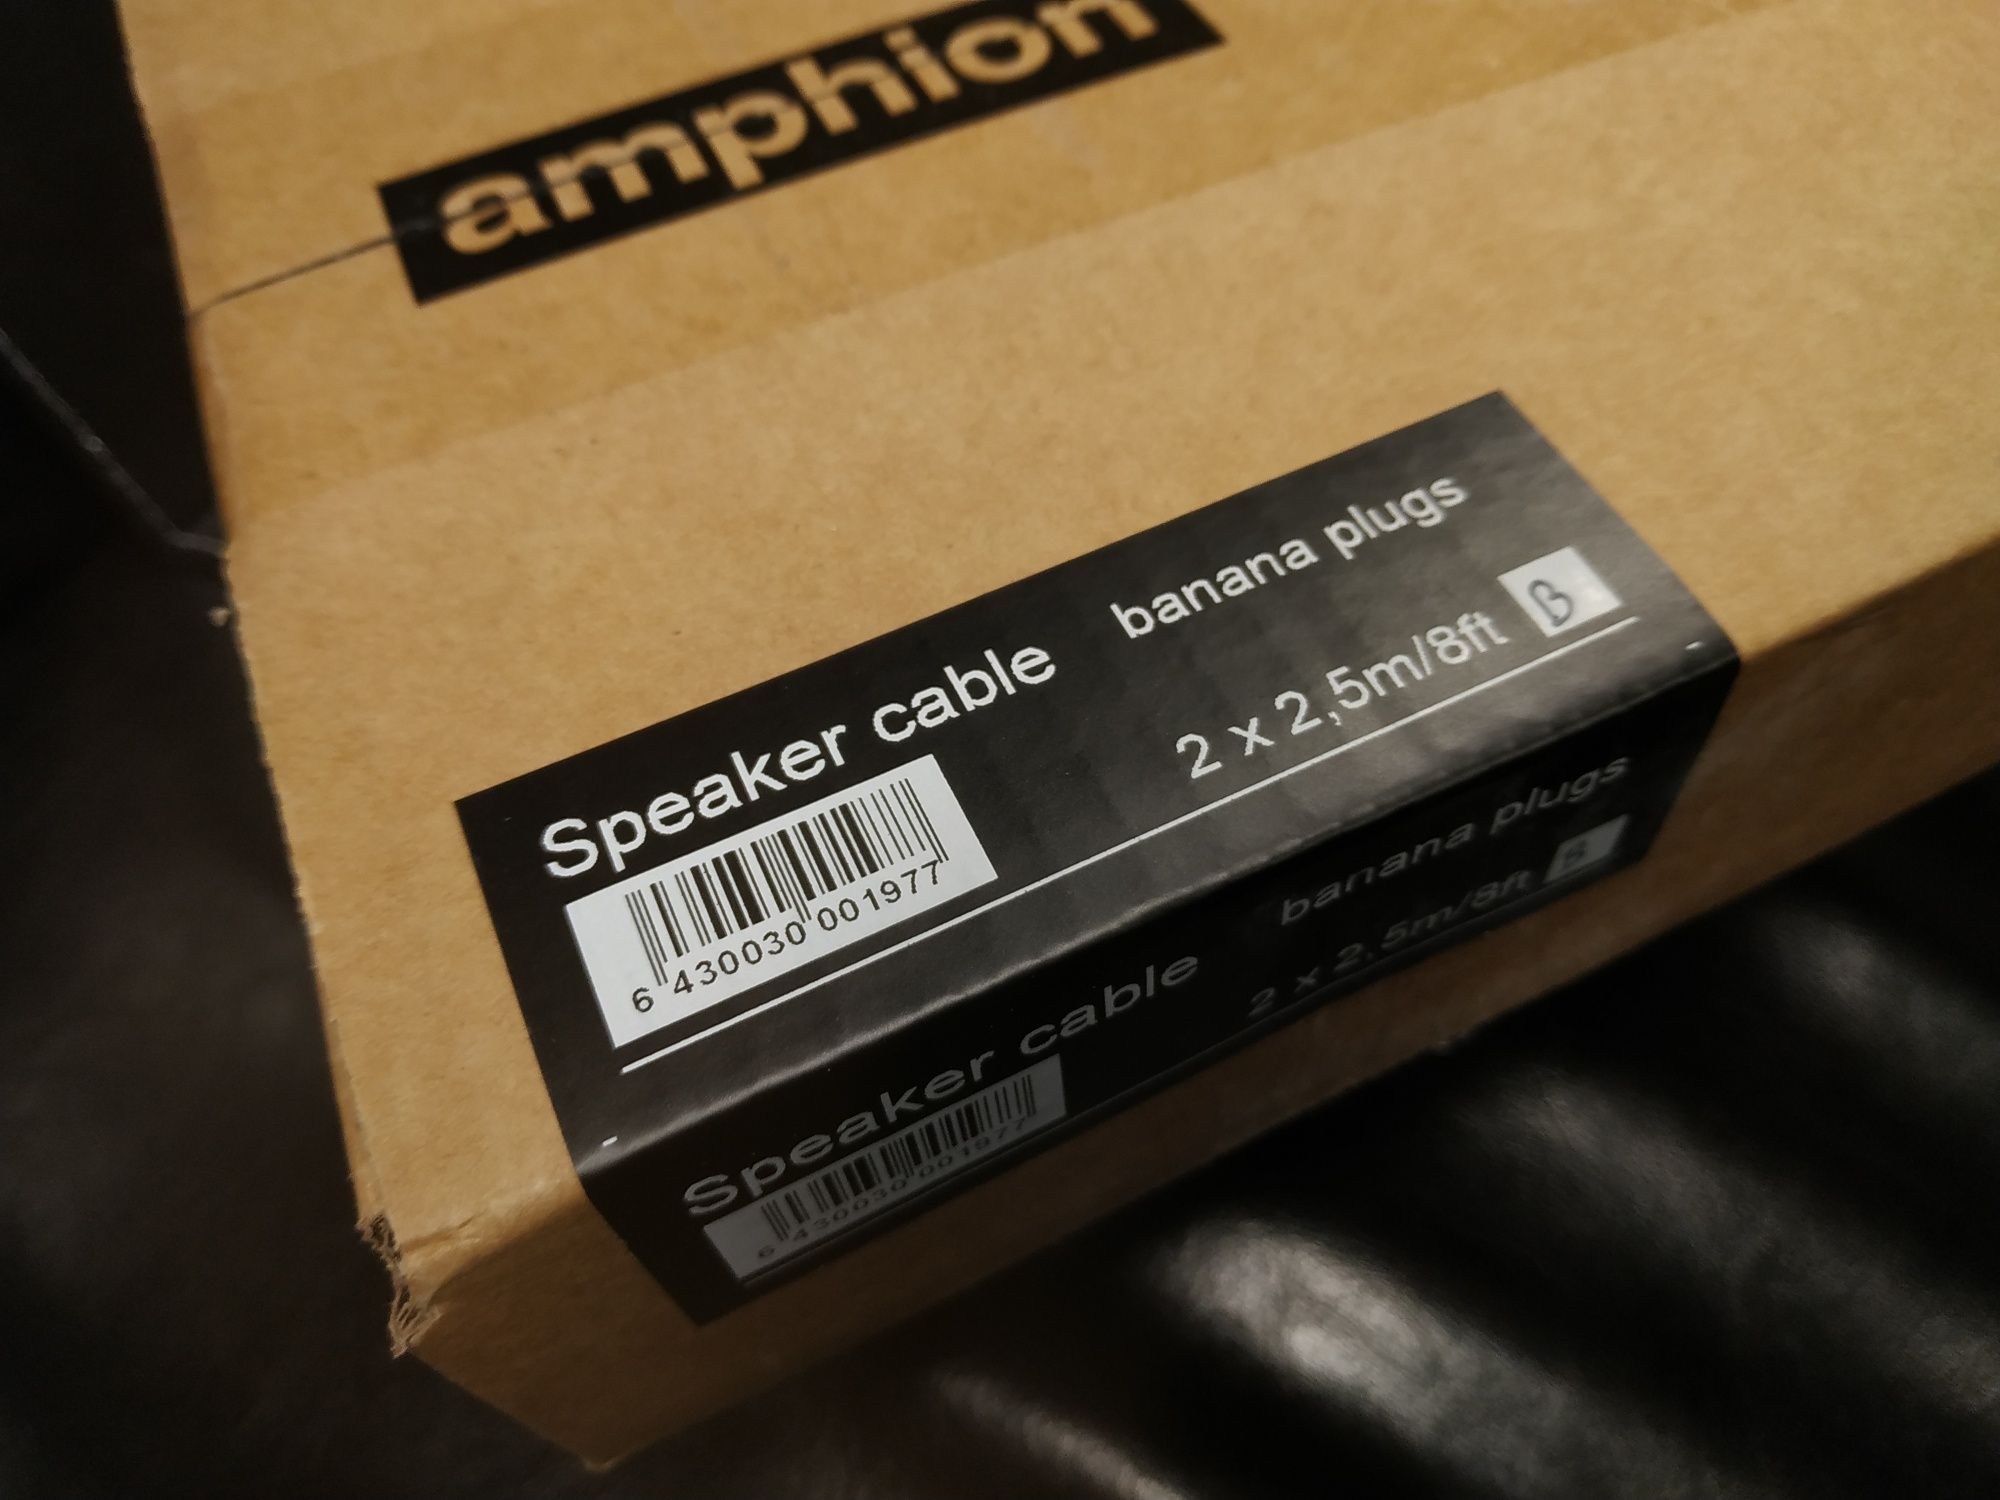 amphion
Speaker cable banana plugs
2 x 2,5m/8ft B
6 430030 001977
Speaker cable banana plugs
2 x 2,5m/8ft B
6 430030 001977